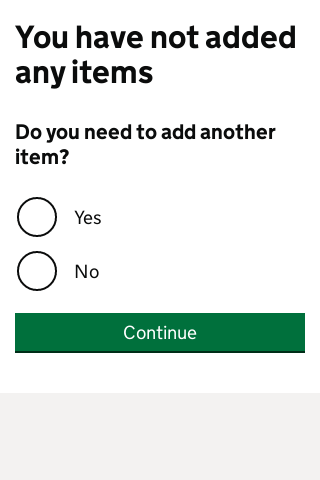 You have not added
any items
Do you need to add another
item?
Yes
No
Continue